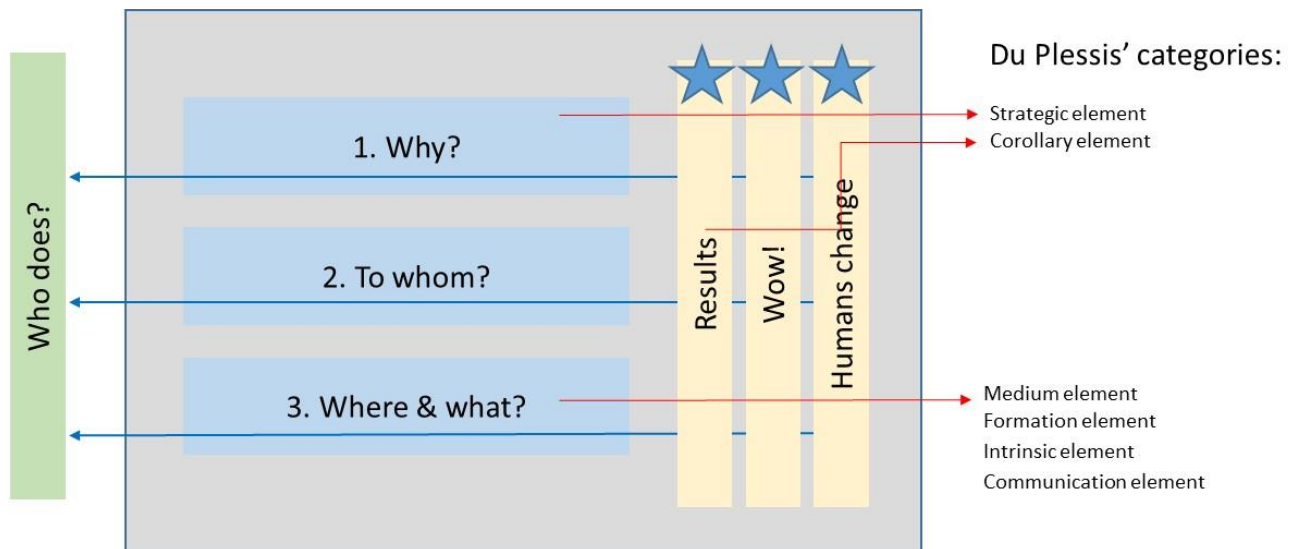 Du Plessis' categories:
Strategic element
Corollary element
Who does?
1. Why?
2. To whom?
3. Where & what?
Results
Wow!
Humans change
Medium element
Formation element
Intrinsic element
Communication element